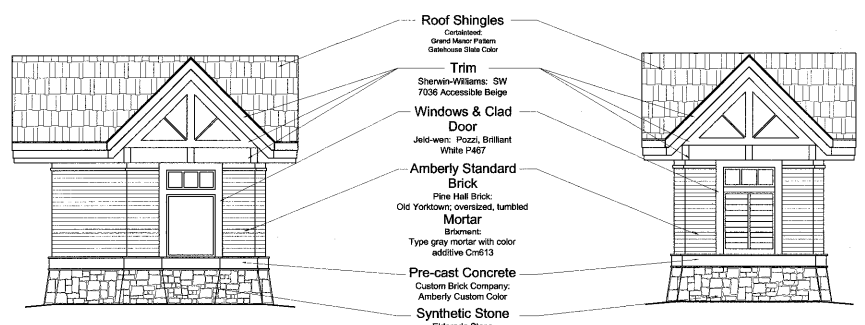 Roof Shingles
Certainteed:
Grand Manor Pattern
Gatehouse Slate Color
Trim
Sherwin-Williams: SW
7036 Accessible Beige
Windows & Clad
Door
Jeld-wen: Pozzi, Brilliant
White P467
Amberly Standard
Brick
Pine Hall Brick:
Old Yorktown; oversized, tumbled
Mortar
Brixment:
Type gray mortar with color
additive Cm613
Pre-cast Concrete
Custom Brick Company:
Amberly Custom Color
Synthetic Stone